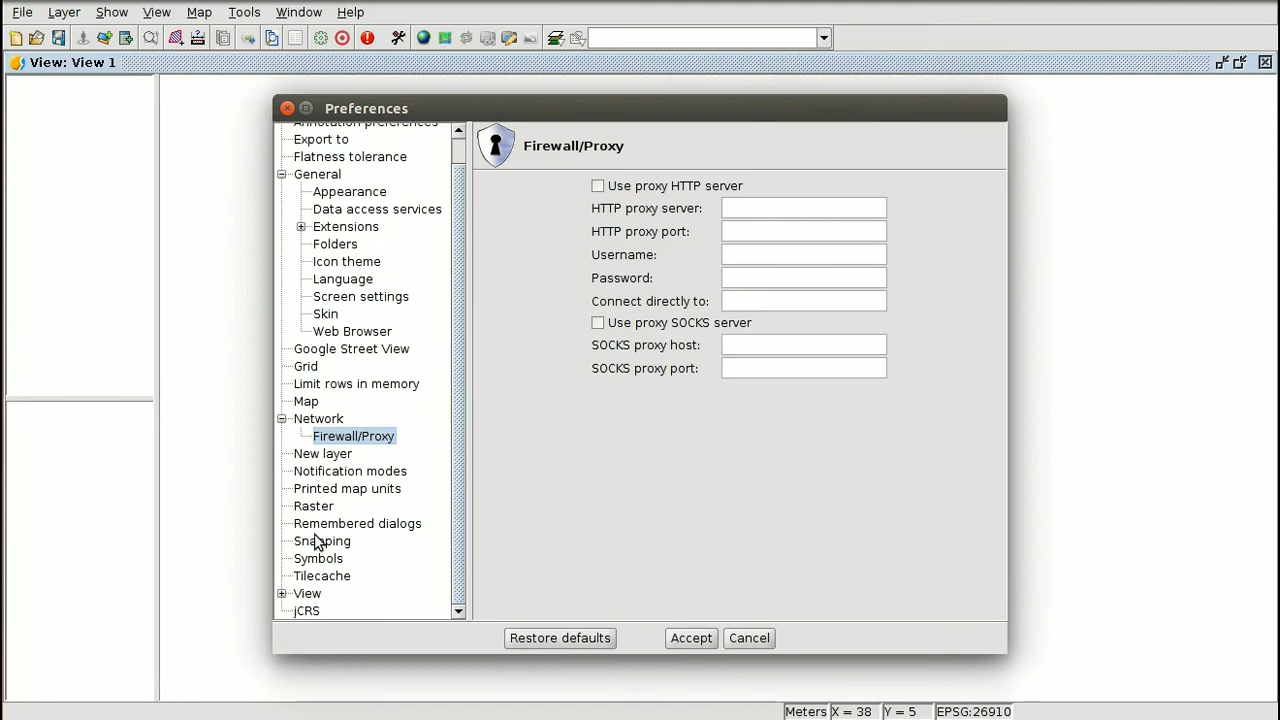 File Layer Show View Map Tools Window Help
View: View 1
Preferences
Annotation preferences
Export to
Flatness tolerance
General
Appearance
Data access services
Extensions
Folders
Icon theme
Language
Screen settings
Skin
Web Browser
Google Street View
Grid
Limit rows in memory
Map
Network
Firewall/Proxy
New layer
Notification modes
Printed map units
Raster
Remembered dialogs
Snapping
Symbols
Tilecache
View
jCRS
Firewall/Proxy
Use proxy HTTP server
HTTP proxy server:
HTTP proxy port:
Username:
Password:
Connect directly to:
Use proxy SOCKS server
SOCKS proxy host:
SOCKS proxy port:
Restore defaults Accept Cancel
Meters X = 38 Y = 5 EPSG:26910